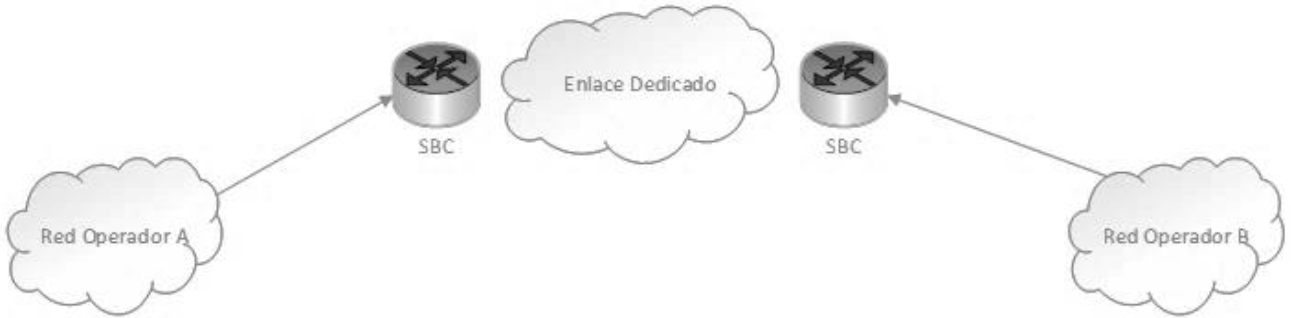 Enlace Dedicado
SBC
SBC
Red Operador A
Red Operador B